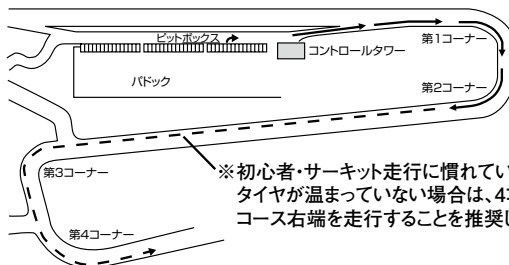 ピットボックス
コントロールタワー
第1コーナー
パドック
第2コーナー
※初心者・サーキット走行に慣れてい
タイヤが温まっていない場合は、4
コース右端を走行することを推奨し
第3コーナー
第4コーナー